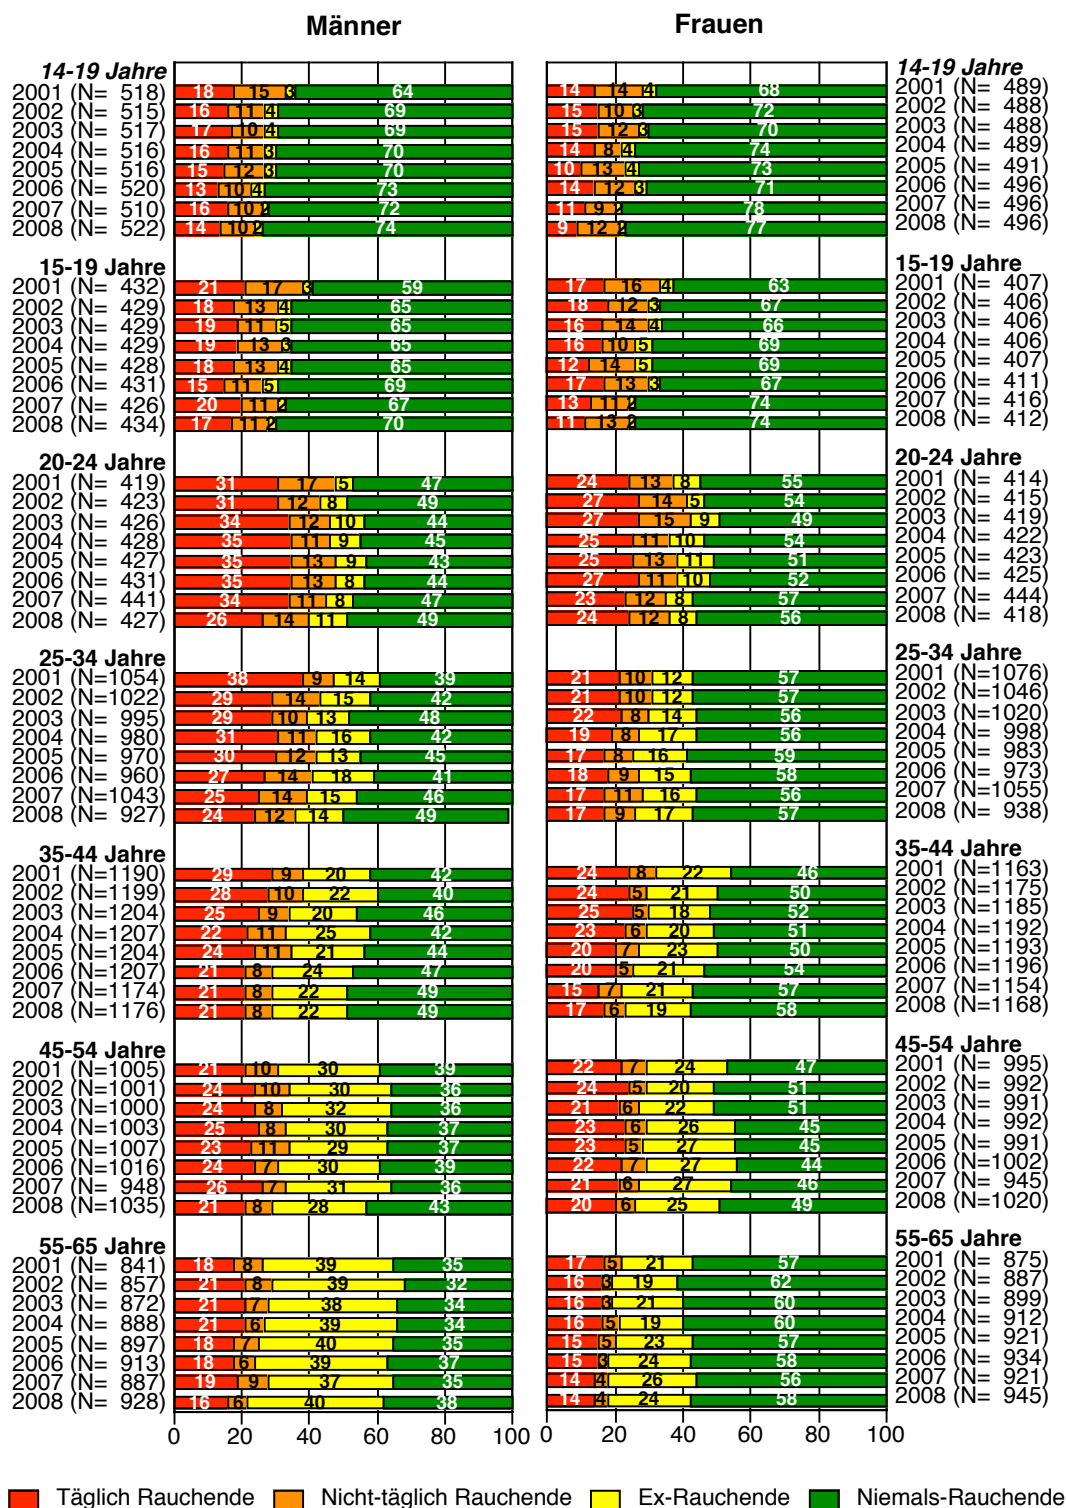 Männer Frauen
14-19 Jahre 14-19 Jahre
2001 (N= 518) 18 15 3 64 14 14 4 68 2001 (N= 489)
2002 (N= 515) 16 11 4 69 15 10 3 72 2002 (N= 488)
2003 (N= 517) 17 10 4 69 15 12 3 70 2003 (N= 488)
2004 (N= 516) 16 11 3 70 14 8 4 74 2004 (N= 489)
2005 (N= 516) 15 12 3 70 10 13 4 73 2005 (N= 491)
2006 (N= 520) 13 10 4 73 14 12 3 71 2006 (N= 496)
2007 (N= 510) 16 10 2 72 11 9 2 78 2007 (N= 496)
2008 (N= 522) 14 10 2 74 9 12 2 77 2008 (N= 496)
15-19 Jahre 15-19 Jahre
2001 (N= 432) 21 17 3 59 17 16 4 63 2001 (N= 407)
2002 (N= 429) 18 13 4 65 18 12 3 67 2002 (N= 406)
2003 (N= 429) 19 11 5 65 16 14 4 66 2003 (N= 406)
2004 (N= 429) 19 13 3 65 16 10 5 69 2004 (N= 406)
2005 (N= 428) 18 13 4 65 12 14 5 69 2005 (N= 407)
2006 (N= 431) 15 11 5 69 17 13 3 67 2006 (N= 411)
2007 (N= 426) 20 11 2 67 13 11 2 74 2007 (N= 416)
2008 (N= 434) 17 11 2 70 11 13 2 74 2008 (N= 412)
20-24 Jahre 20-24 Jahre
2001 (N= 419) 31 17 5 47 24 13 8 55 2001 (N= 414)
2002 (N= 423) 31 12 8 49 27 14 5 54 2002 (N= 415)
2003 (N= 426) 34 12 10 44 27 15 9 49 2003 (N= 419)
2004 (N= 428) 35 11 9 45 25 11 10 54 2004 (N= 422)
2005 (N= 427) 35 13 9 43 25 13 11 51 2005 (N= 423)
2006 (N= 431) 35 13 8 44 27 11 10 52 2006 (N= 425)
2007 (N= 441) 34 11 8 47 23 12 8 57 2007 (N= 444)
2008 (N= 427) 26 14 11 49 24 12 8 56 2008 (N= 418)
25-34 Jahre 25-34 Jahre
2001 (N=1054) 38 9 14 39 21 10 12 57 2001 (N=1076)
2002 (N=1022) 29 14 15 42 21 10 12 57 2002 (N=1046)
2003 (N= 995) 29 10 13 48 22 8 14 56 2003 (N=1020)
2004 (N= 980) 31 11 16 42 19 8 17 56 2004 (N= 998)
2005 (N= 970) 30 12 13 45 17 8 16 59 2005 (N= 983)
2006 (N= 960) 27 14 18 41 18 9 15 58 2006 (N= 973)
2007 (N=1043) 25 14 15 46 17 11 16 56 2007 (N=1055)
2008 (N= 927) 24 12 14 49 17 9 17 57 2008 (N= 938)
35-44 Jahre 35-44 Jahre
2001 (N=1190) 29 9 20 42 24 8 22 46 2001 (N=1163)
2002 (N=1199) 28 10 22 40 24 5 21 50 2002 (N=1175)
2003 (N=1204) 25 9 20 46 25 5 18 52 2003 (N=1185)
2004 (N=1207) 22 11 25 42 23 6 20 51 2004 (N=1192)
2005 (N=1204) 24 11 21 44 20 7 23 50 2005 (N=1193)
2006 (N=1207) 21 8 24 47 20 5 21 54 2006 (N=1196)
2007 (N=1174) 21 8 22 49 15 7 21 57 2007 (N=1154)
2008 (N=1176) 21 8 22 49 17 6 19 58 2008 (N=1168)
45-54 Jahre 45-54 Jahre
2001 (N=1005) 21 10 30 39 22 7 24 47 2001 (N= 995)
2002 (N=1001) 24 10 30 36 24 5 20 51 2002 (N= 992)
2003 (N=1000) 24 8 32 36 21 6 22 51 2003 (N= 991)
2004 (N=1003) 25 8 30 37 23 6 26 45 2004 (N= 992)
2005 (N=1007) 23 11 29 37 23 5 27 45 2005 (N= 991)
2006 (N=1016) 24 7 30 39 22 7 27 44 2006 (N=1002)
2007 (N= 948) 26 7 31 36 21 6 27 46 2007 (N= 945)
2008 (N=1035) 21 8 28 43 20 6 25 49 2008 (N=1020)
55-65 Jahre 55-65 Jahre
2001 (N= 841) 18 8 39 35 17 5 21 57 2001 (N= 875)
2002 (N= 857) 21 8 39 32 16 3 19 62 2002 (N= 887)
2003 (N= 872) 21 7 38 34 16 3 21 60 2003 (N= 899)
2004 (N= 888) 21 6 39 34 16 5 19 60 2004 (N= 912)
2005 (N= 897) 18 7 40 35 15 5 23 57 2005 (N= 921)
2006 (N= 913) 18 6 39 37 15 3 24 58 2006 (N= 934)
2007 (N= 887) 19 9 37 35 14 4 26 56 2007 (N= 921)
2008 (N= 928) 16 6 40 38 14 4 24 58 2008 (N= 945)
0 20 40 60 80 100 0 20 40 60 80 100
Täglich Rauchende Nicht-täglich Rauchende Ex-Rauchende Niemals-Rauchende